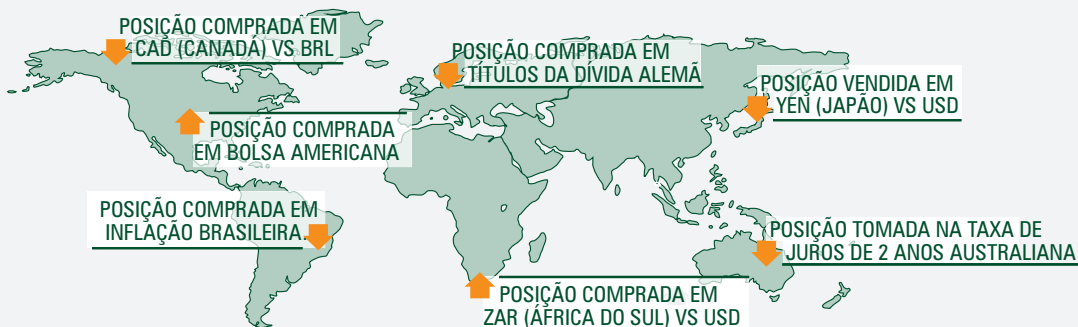 POSIÇÃO COMPRADA EM
CAD (CANADÁ) VS BRL
POSIÇÃO COMPRADA EM
TÍTULOS DA DÍVIDA ALEMÃ
POSIÇÃO VENDIDA EM
YEN (JAPÃO) VS USD
POSIÇÃO COMPRADA
EM BOLSA AMERICANA
POSIÇÃO COMPRADA EM
INFLAÇÃO BRASILEIRA.
POSIÇÃO TOMADA NA TAXA DE
JUROS DE 2 ANOS AUSTRALIANA
POSIÇÃO COMPRADA EM
ZAR (ÁFRICA DO SUL) VS USD